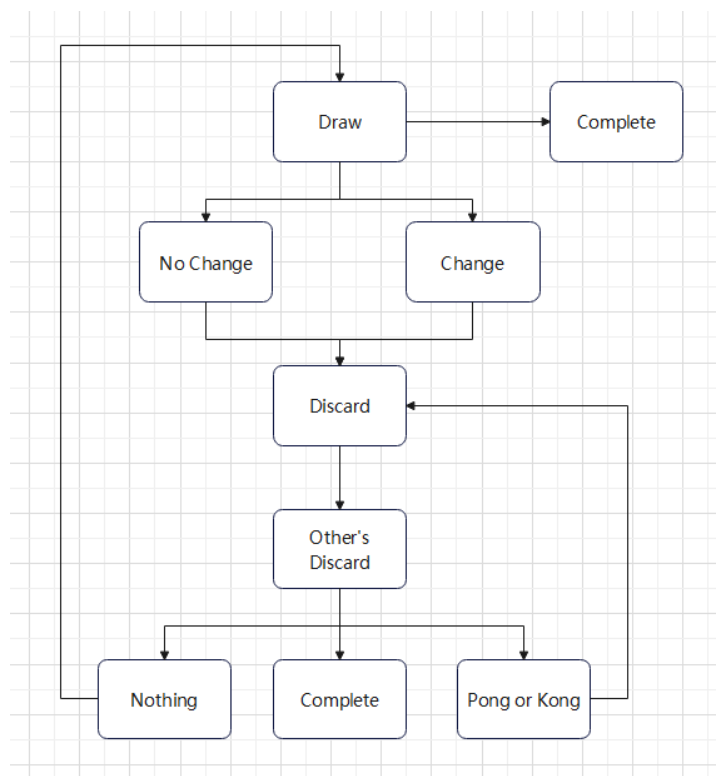 Draw
Complete
No Change
Change
Discard
Other's
Discard
Nothing
Complete
Pong or Kong